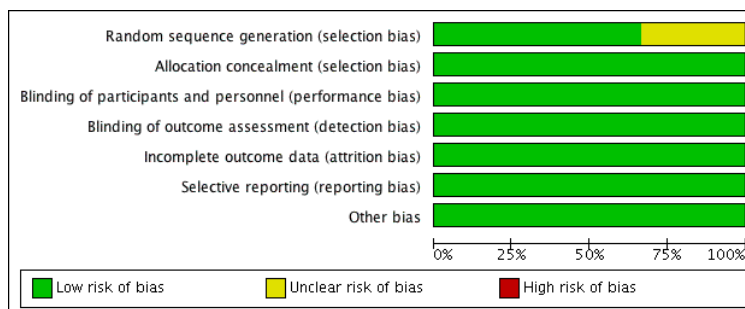 Random sequence generation (selection bias)
Allocation concealment (selection bias)
Blinding of participants and personnel (performance bias)
Blinding of outcome assessment (detection bias)
Incomplete outcome data (attrition bias)
Selective reporting (reporting bias)
Other bias
0% 25% 50% 75% 100%
Low risk of bias Unclear risk of bias High risk of bias